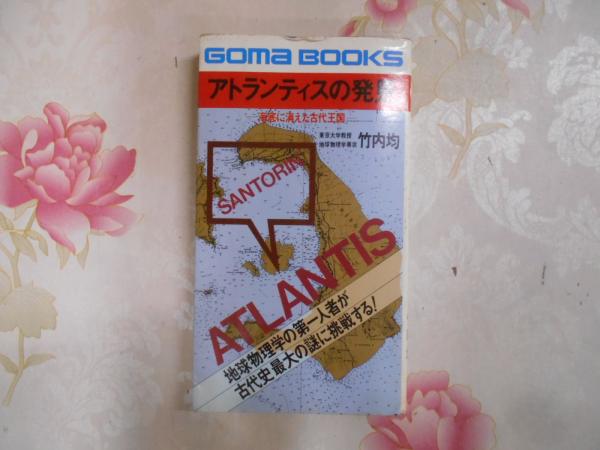 GOMA BOOKS
アトランティスの発見
海底に消えた古代王国
東京大学教授
地球物理学専攻
竹内均
SANTORIN
ATLANTIS
地球物理学の第一人者が
古代史最大の謎に挑戦する!